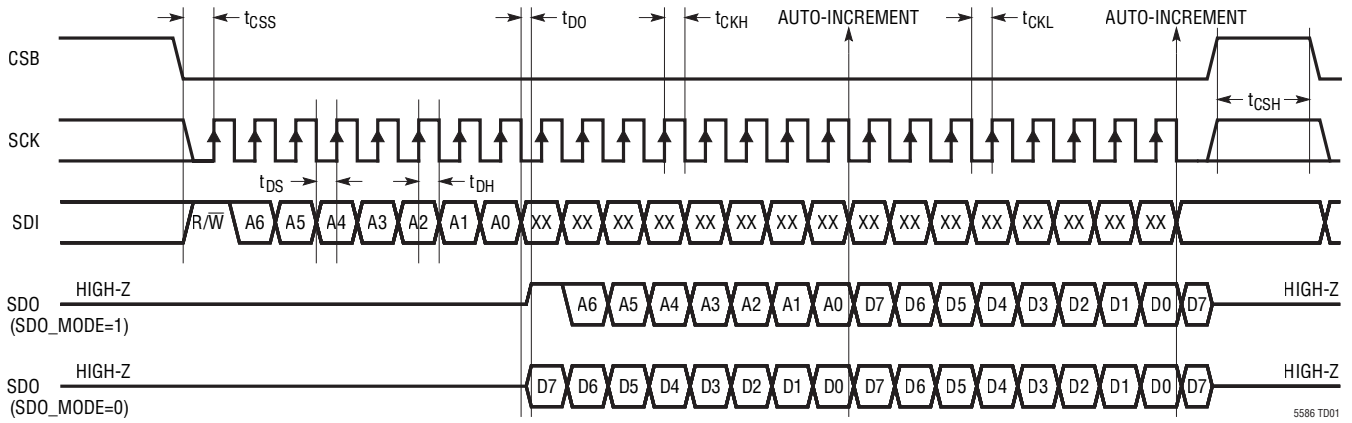 tCSS tDO tCKH AUTO-INCREMENT tCKL AUTO-INCREMENT
CSB
tCSH
SCK
tDS tDH
SDI R/W̅ A6 A5 A4 A3 A2 A1 A0 XX XX XX XX XX XX XX XX XX XX XX XX XX XX XX XX
HIGH-Z A6 A5 A4 A3 A2 A1 A0 D7 D6 D5 D4 D3 D2 D1 D0 D7 HIGH-Z
SDO
(SDO_MODE=1)
HIGH-Z D7 D6 D5 D4 D3 D2 D1 D0 D7 D6 D5 D4 D3 D2 D1 D0 D7 HIGH-Z
SDO
(SDO_MODE=0)
5586 TD01